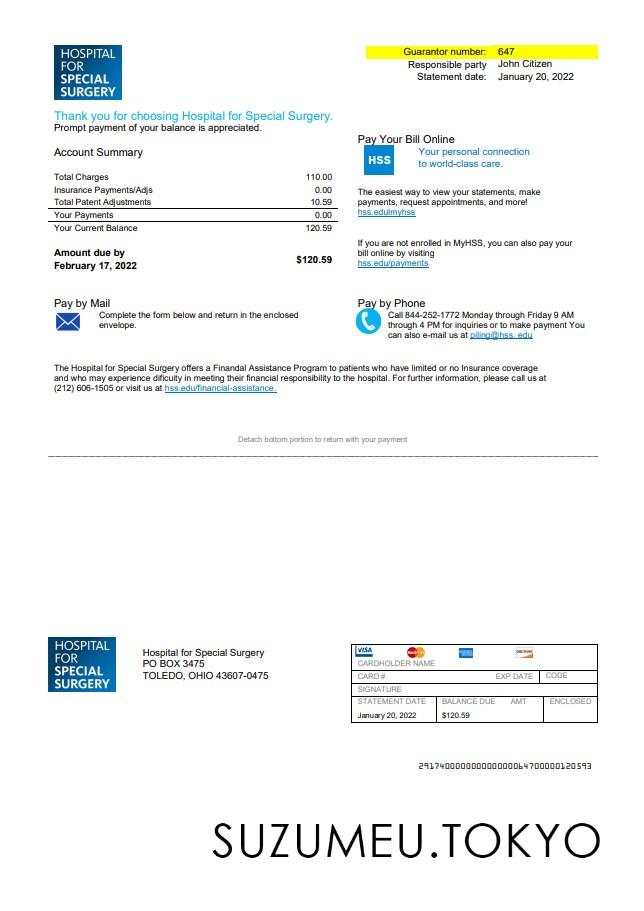 HOSPITAL
FOR
SPECIAL
SURGERY
Guarantor number: 647
Responsible party John Citizen
Statement date: January 20, 2022
Thank you for choosing Hospital for Special Surgery.
Prompt payment of your balance is appreciated.
Account Summary
Total Charges 110.00
Insurance Payments/Adjs 0.00
Total Patent Adjustments 10.59
Your Payments 0.00
Your Current Balance 120.59
Amount due by
February 17, 2022 $120.59
Pay Your Bill Online
HSS
Your personal connection
to world-class care.
The easiest way to view your statements, make
payments, request appointments, and more!
hss.edulmyhss
If you are not enrolled in MyHSS, you can also pay your
bill online by visiting
hss.edu/payments
Pay by Mail
Complete the form below and return in the enclosed
envelope.
Pay by Phone
Call 844-252-1772 Monday through Friday 9 AM
through 4 PM for inquiries or to make payment You
can also e-mail us at piling@hss. edu
The Hospital for Special Surgery offers a Finandal Assistance Program to patients who have limited or no Insurance coverage
and who may experience dificuity in meeting their financial responsibility to the hospital. For further information, please call us at
(212) 606-1505 or visit us at hss.edu/financial-assistance.
Detach bottom portion to return with your payment
HOSPITAL
FOR
SPECIAL
SURGERY
Hospital for Special Surgery
PO BOX 3475
TOLEDO, OHIO 43607-0475
VISA MasterCard DISCOVER
CARDHOLDER NAME
CARD # EXP DATE CODE
SIGNATURE
STATEMENT DATE BALANCE DUE AMT ENCLOSED
January 20, 2022 $120.59
SUZUMEU.TOKYO